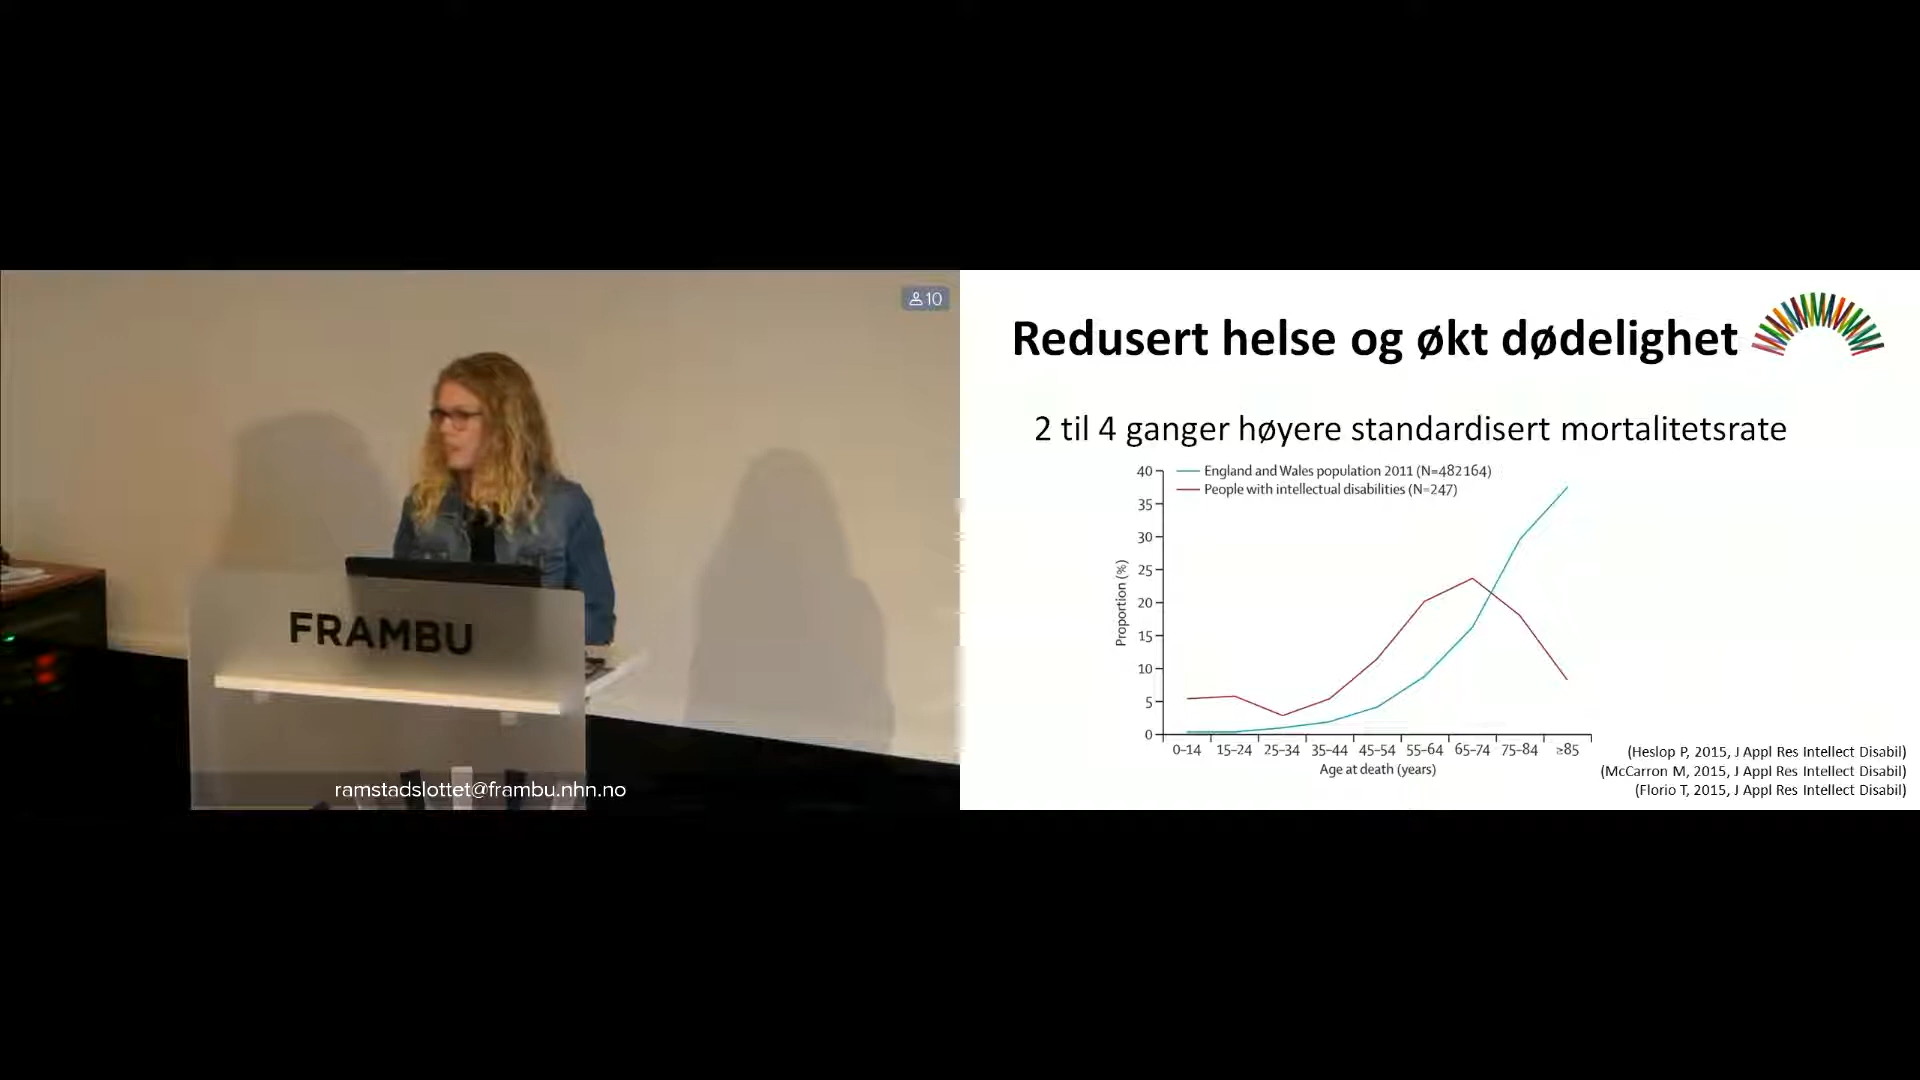 10
FRAMBU
ramstadslottet@frambu.nhn.no
Redusert helse og økt dødelighet
2 til 4 ganger høyere standardisert mortalitetsrate
England and Wales population 2011 (N=482164)
People with intellectual disabilities (N=247)
Proportion (%)
40
35
30
25
20
15
10
5
0
0–14 15–24 25–34 35–44 45–54 55–64 65–74 75–84 ≥85
Age at death (years)
(Heslop P, 2015, J Appl Res Intellect Disabil)
(McCarron M, 2015, J Appl Res Intellect Disabil)
(Florio T, 2015, J Appl Res Intellect Disabil)